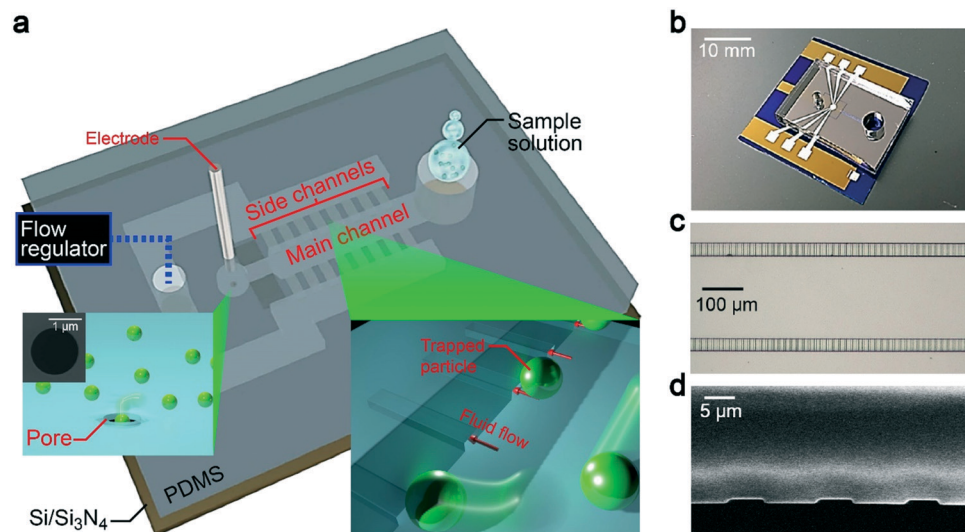 a
Electrode
Sample
solution
Side channels
Main channel
Flow
regulator
1 µm
Pore
PDMS
Si/Si₃N₄
Trapped
particle
Fluid flow
b
10 mm
c
100 µm
d
5 µm